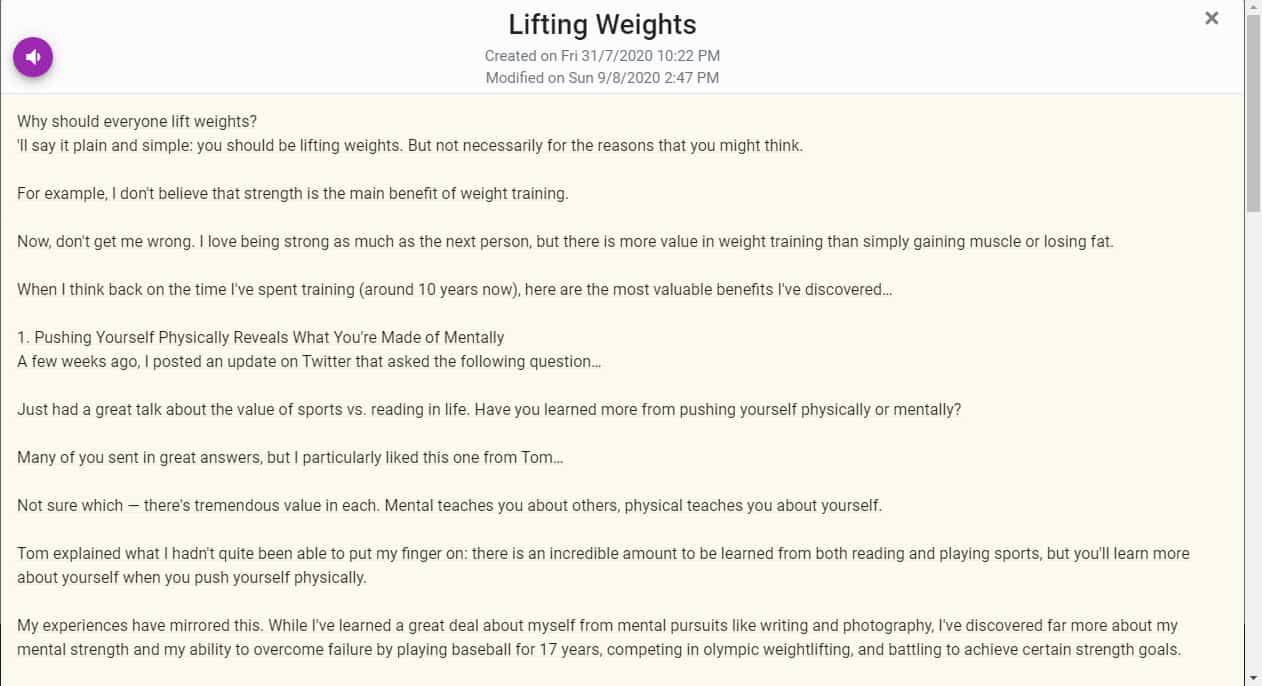 Lifting Weights
Created on Fri 31/7/2020 10:22 PM
Modified on Sun 9/8/2020 2:47 PM
Why should everyone lift weights?
'll say it plain and simple: you should be lifting weights. But not necessarily for the reasons that you might think.
For example, I don't believe that strength is the main benefit of weight training.
Now, don't get me wrong. I love being strong as much as the next person, but there is more value in weight training than simply gaining muscle or losing fat.
When I think back on the time I've spent training (around 10 years now), here are the most valuable benefits I've discovered…
1. Pushing Yourself Physically Reveals What You're Made of Mentally
A few weeks ago, I posted an update on Twitter that asked the following question…
Just had a great talk about the value of sports vs. reading in life. Have you learned more from pushing yourself physically or mentally?
Many of you sent in great answers, but I particularly liked this one from Tom…
Not sure which — there's tremendous value in each. Mental teaches you about others, physical teaches you about yourself.
Tom explained what I hadn't quite been able to put my finger on: there is an incredible amount to be learned from both reading and playing sports, but you'll learn more
about yourself when you push yourself physically.
My experiences have mirrored this. While I've learned a great deal about myself from mental pursuits like writing and photography, I've discovered far more about my
mental strength and my ability to overcome failure by playing baseball for 17 years, competing in olympic weightlifting, and battling to achieve certain strength goals.